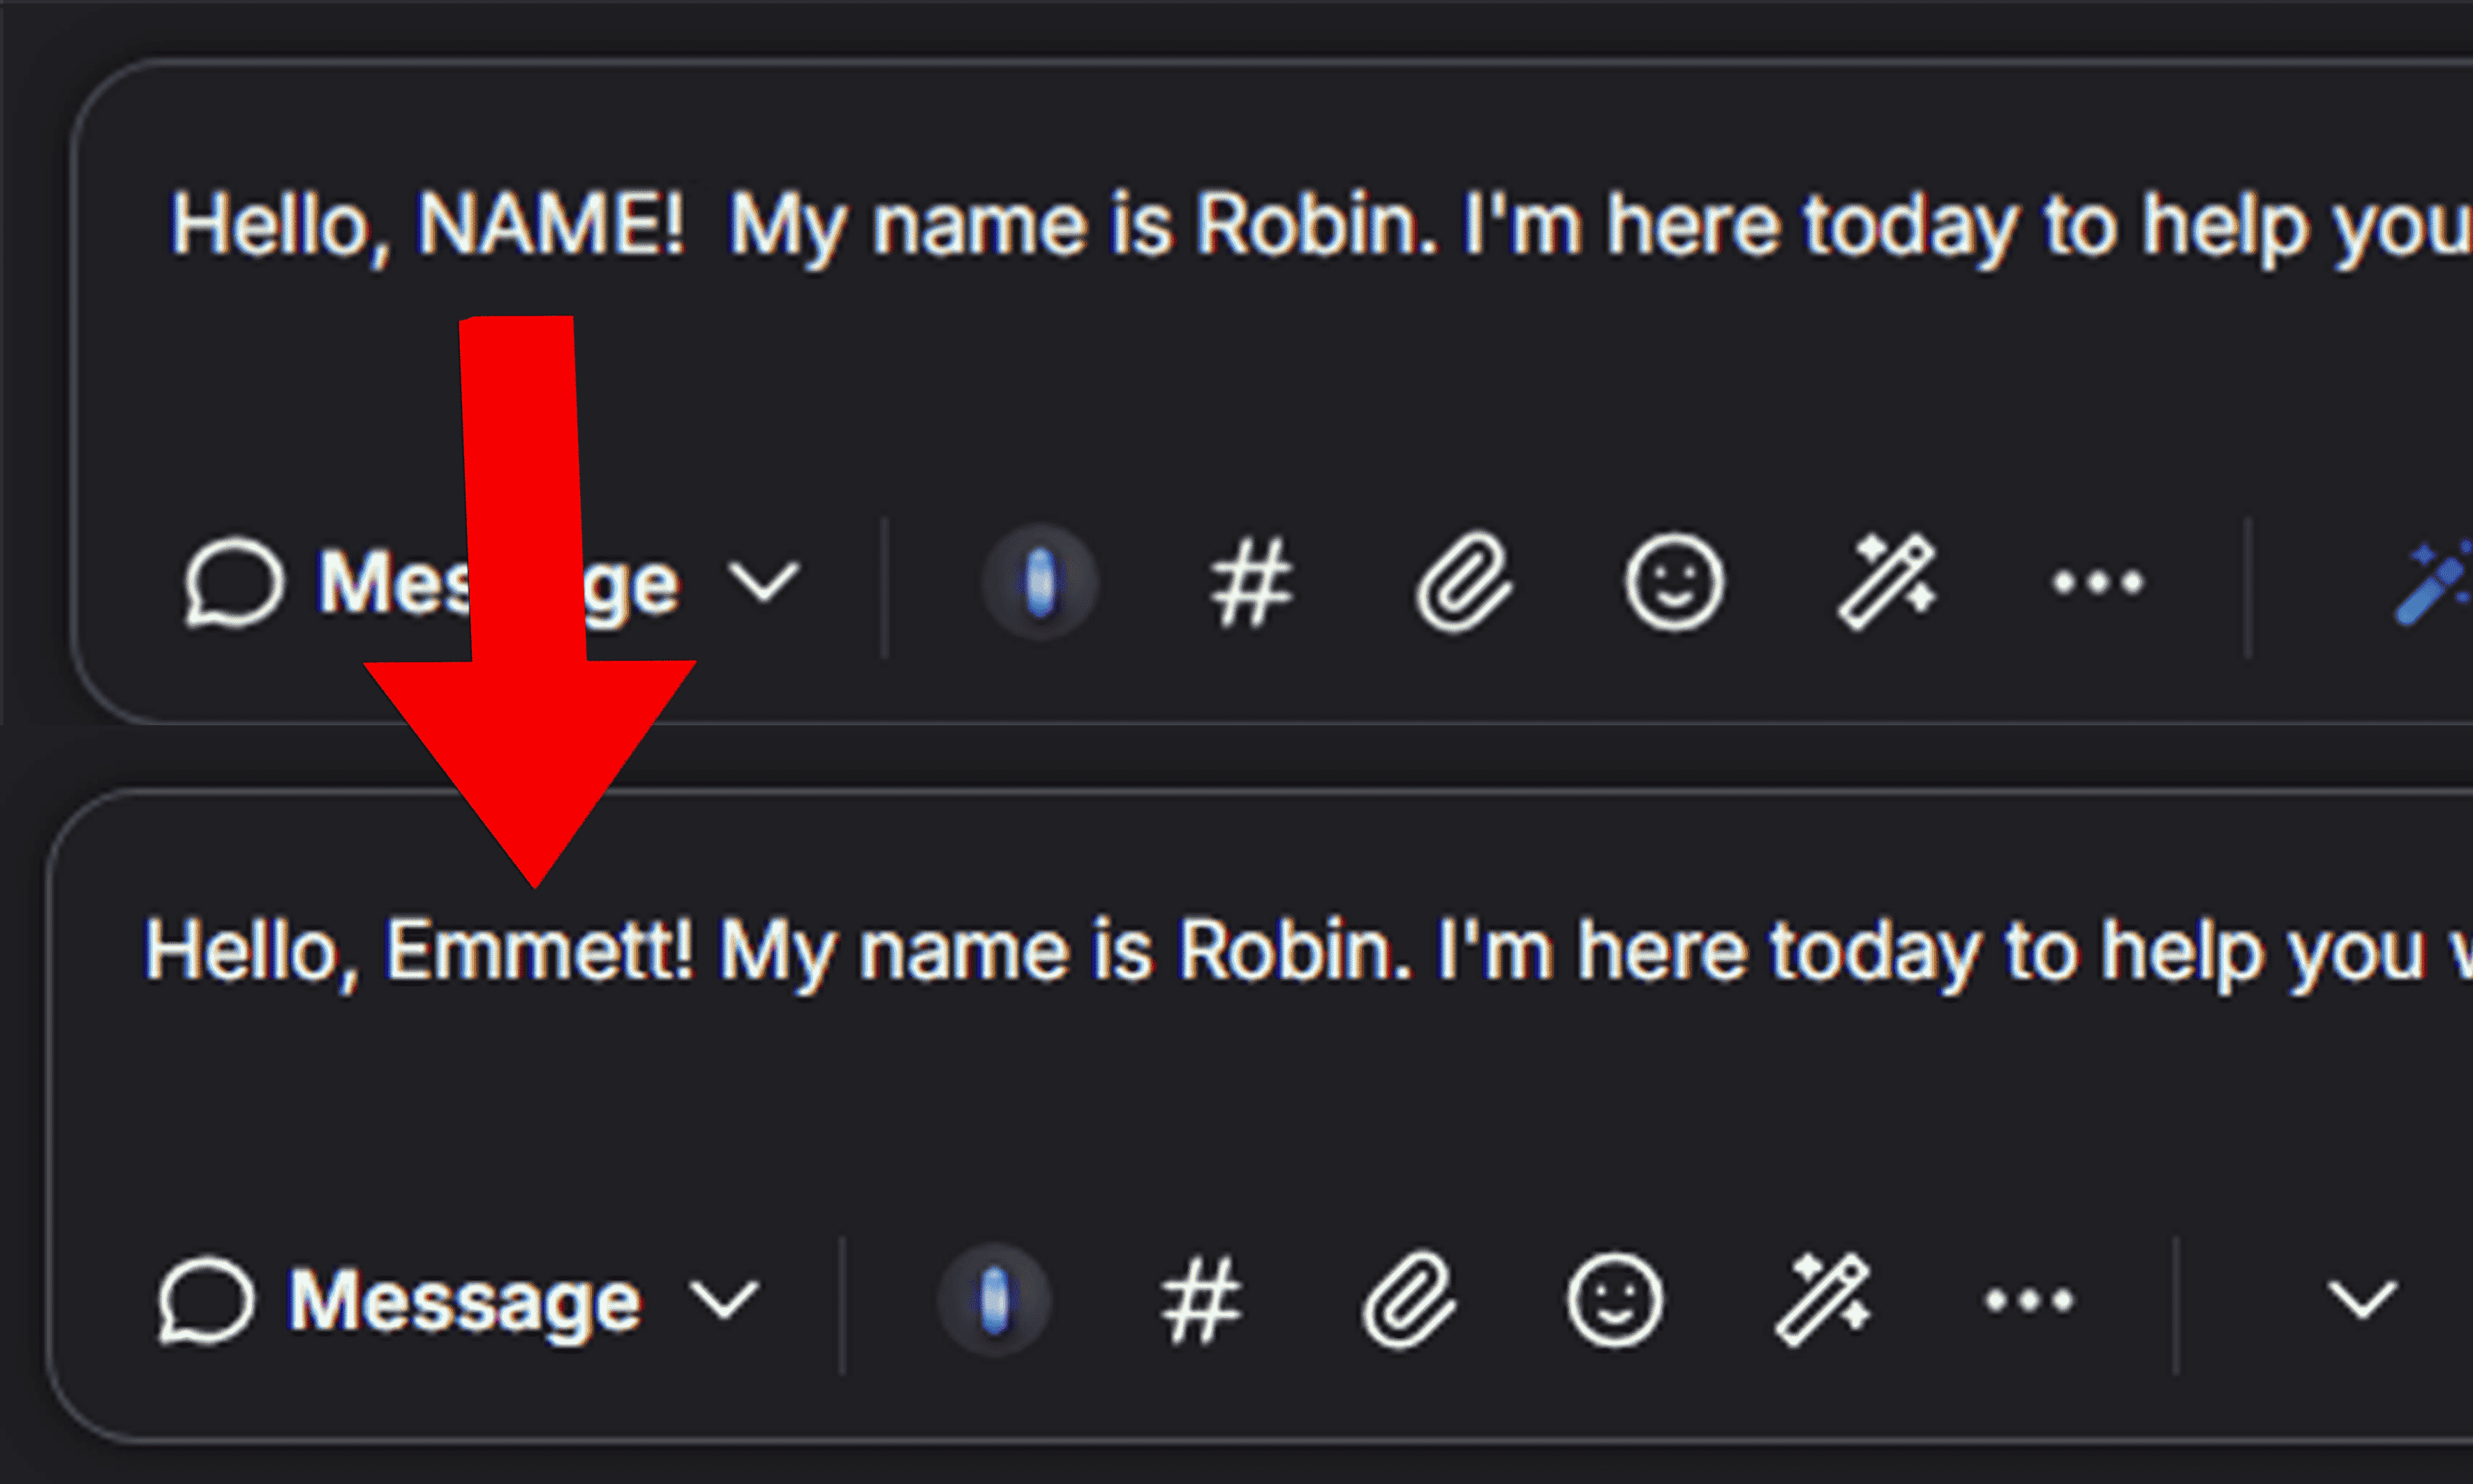 Hello, NAME!  My name is Robin. I'm here today to help you
Mes ge
Hello, Emmett! My name is Robin. I'm here today to help you
Message